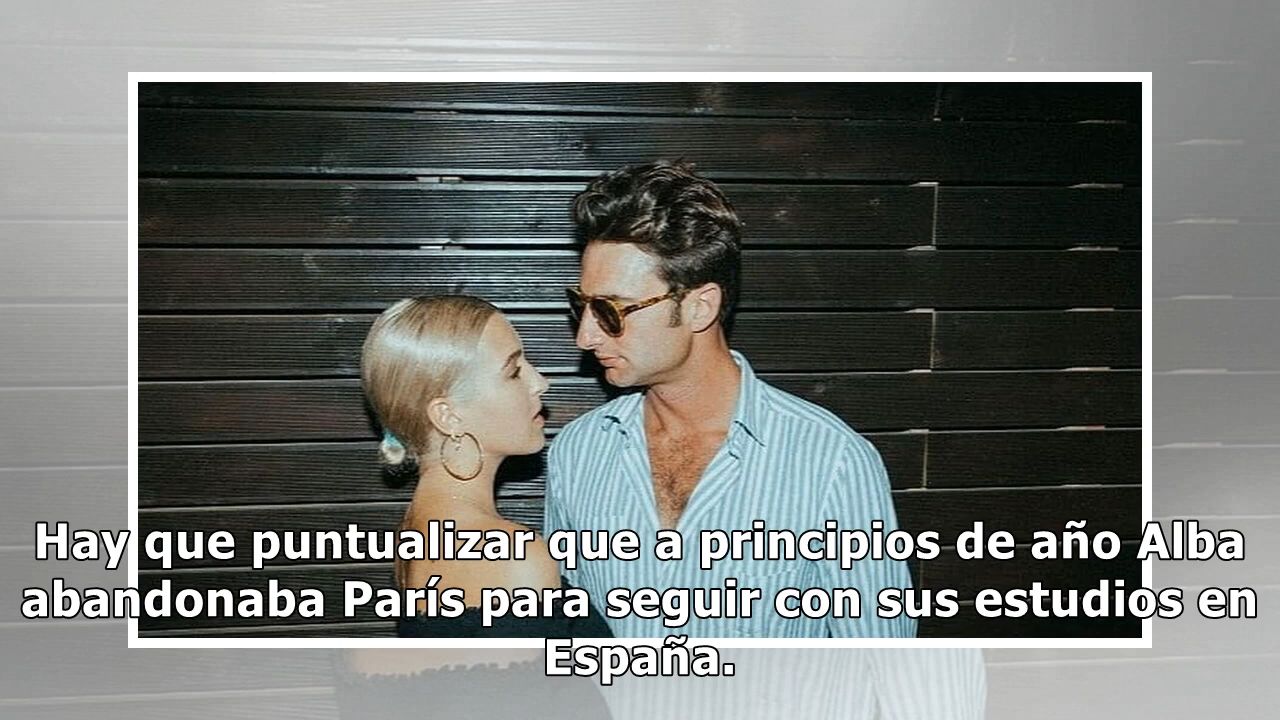 Hay que puntualizar que a principios de año Alba
abandonaba París para seguir con sus estudios en
España.